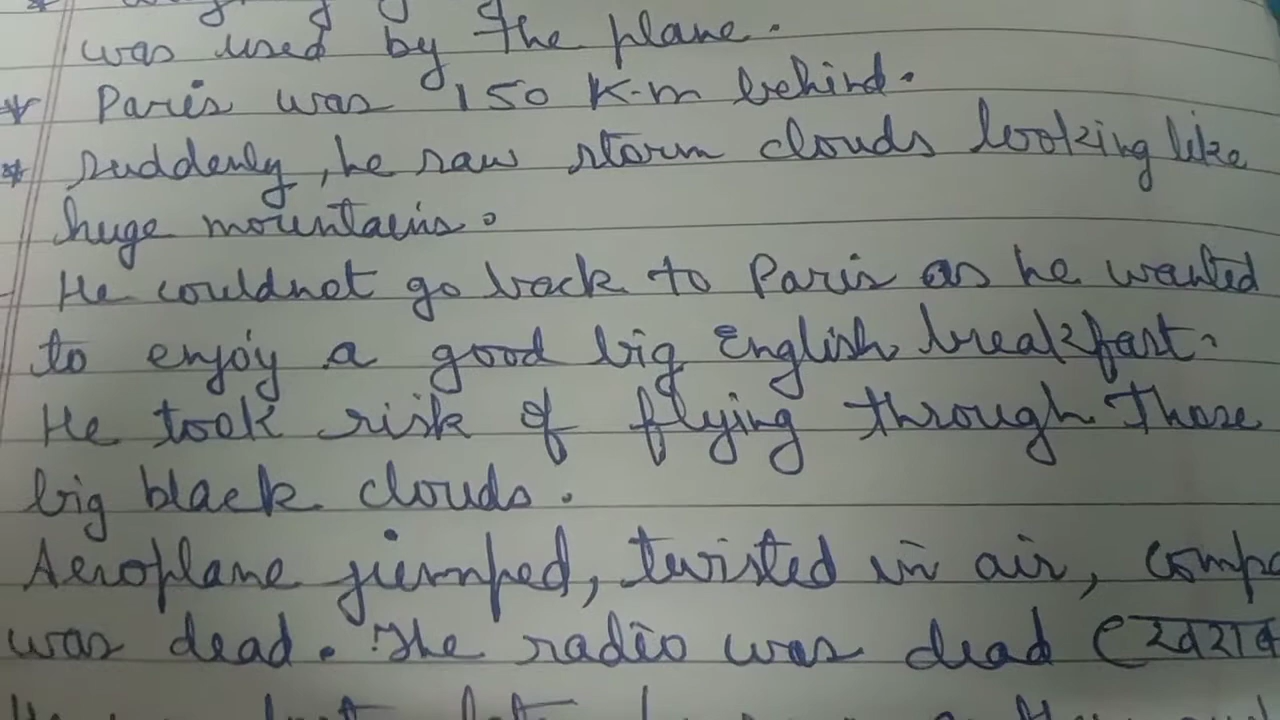 was used by the plane.
* Paris was 150 K.m behind.
* suddenly, he saw storm clouds looking like
huge mountains.
- He couldnot go back to Paris as he wanted
to enjoy a good big English breakfast.
He took risk of flying through those
big black clouds.
Aeroplane jumped, twisted in air,
was dead. The radio was dead